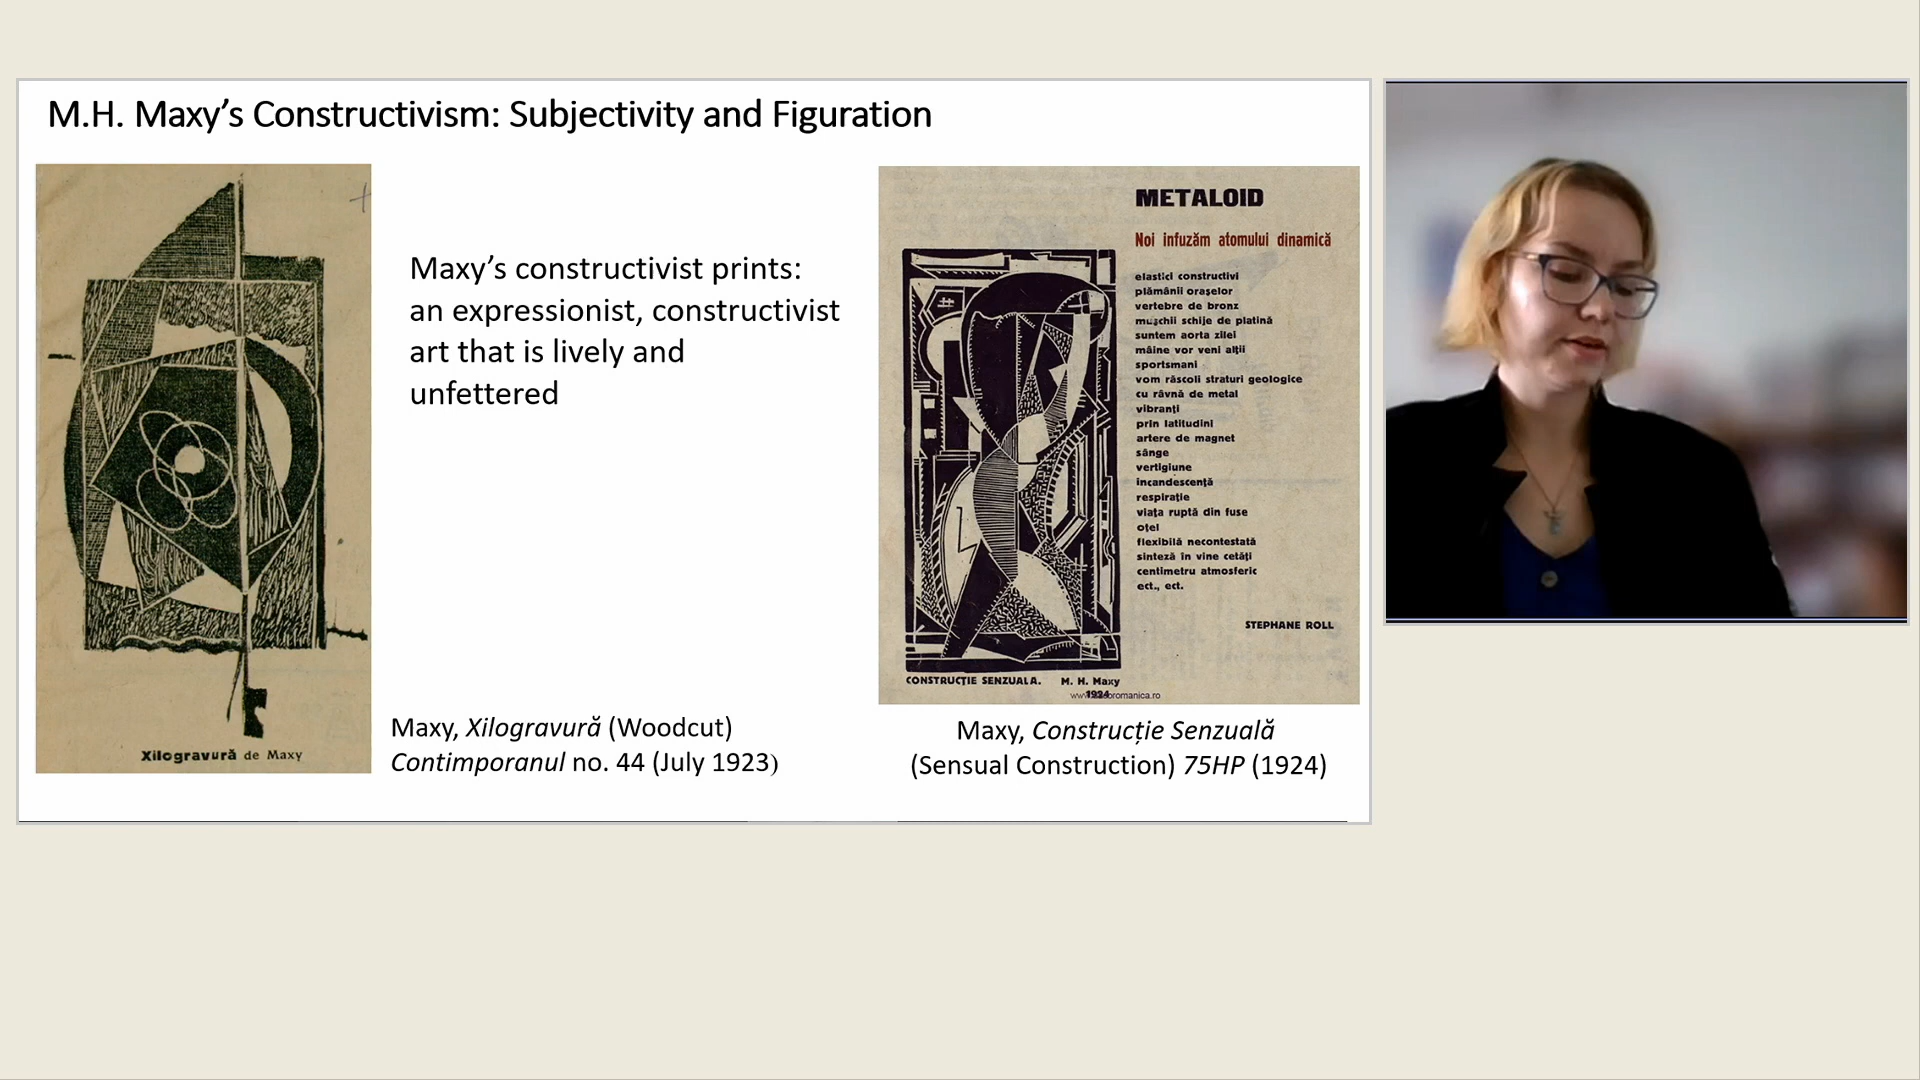 M.H. Maxy’s Constructivism: Subjectivity and Figuration
Xilogravură de Maxy
Maxy’s constructivist prints:
an expressionist, constructivist
art that is lively and
unfettered
Maxy, Xilogravură (Woodcut)
Contimporanul no. 44 (July 1923)
METALOID
Noi infuzăm atomului dinamică
elastici constructivi
plămânii orașelor
vertebre de bronz
mușchii schije de platină
suntem aorta zilei
mâine vor veni alții
sportsmani
vom răscoli straturi geologice
cu râvnă de metal
vibranți
prin latitudini
artere de magnet
sânge
vertigiune
incandescență
respirație
viața ruptă din fuse
oțel
flexibilă necontestată
sinteză în vine cetăți
centimetru atmosferic
ect., ect.
STEPHANE ROLL
CONSTRUCȚIE SENZUALA. M. H. Maxy
1924
Maxy, Construcție Senzuală
(Sensual Construction) 75HP (1924)